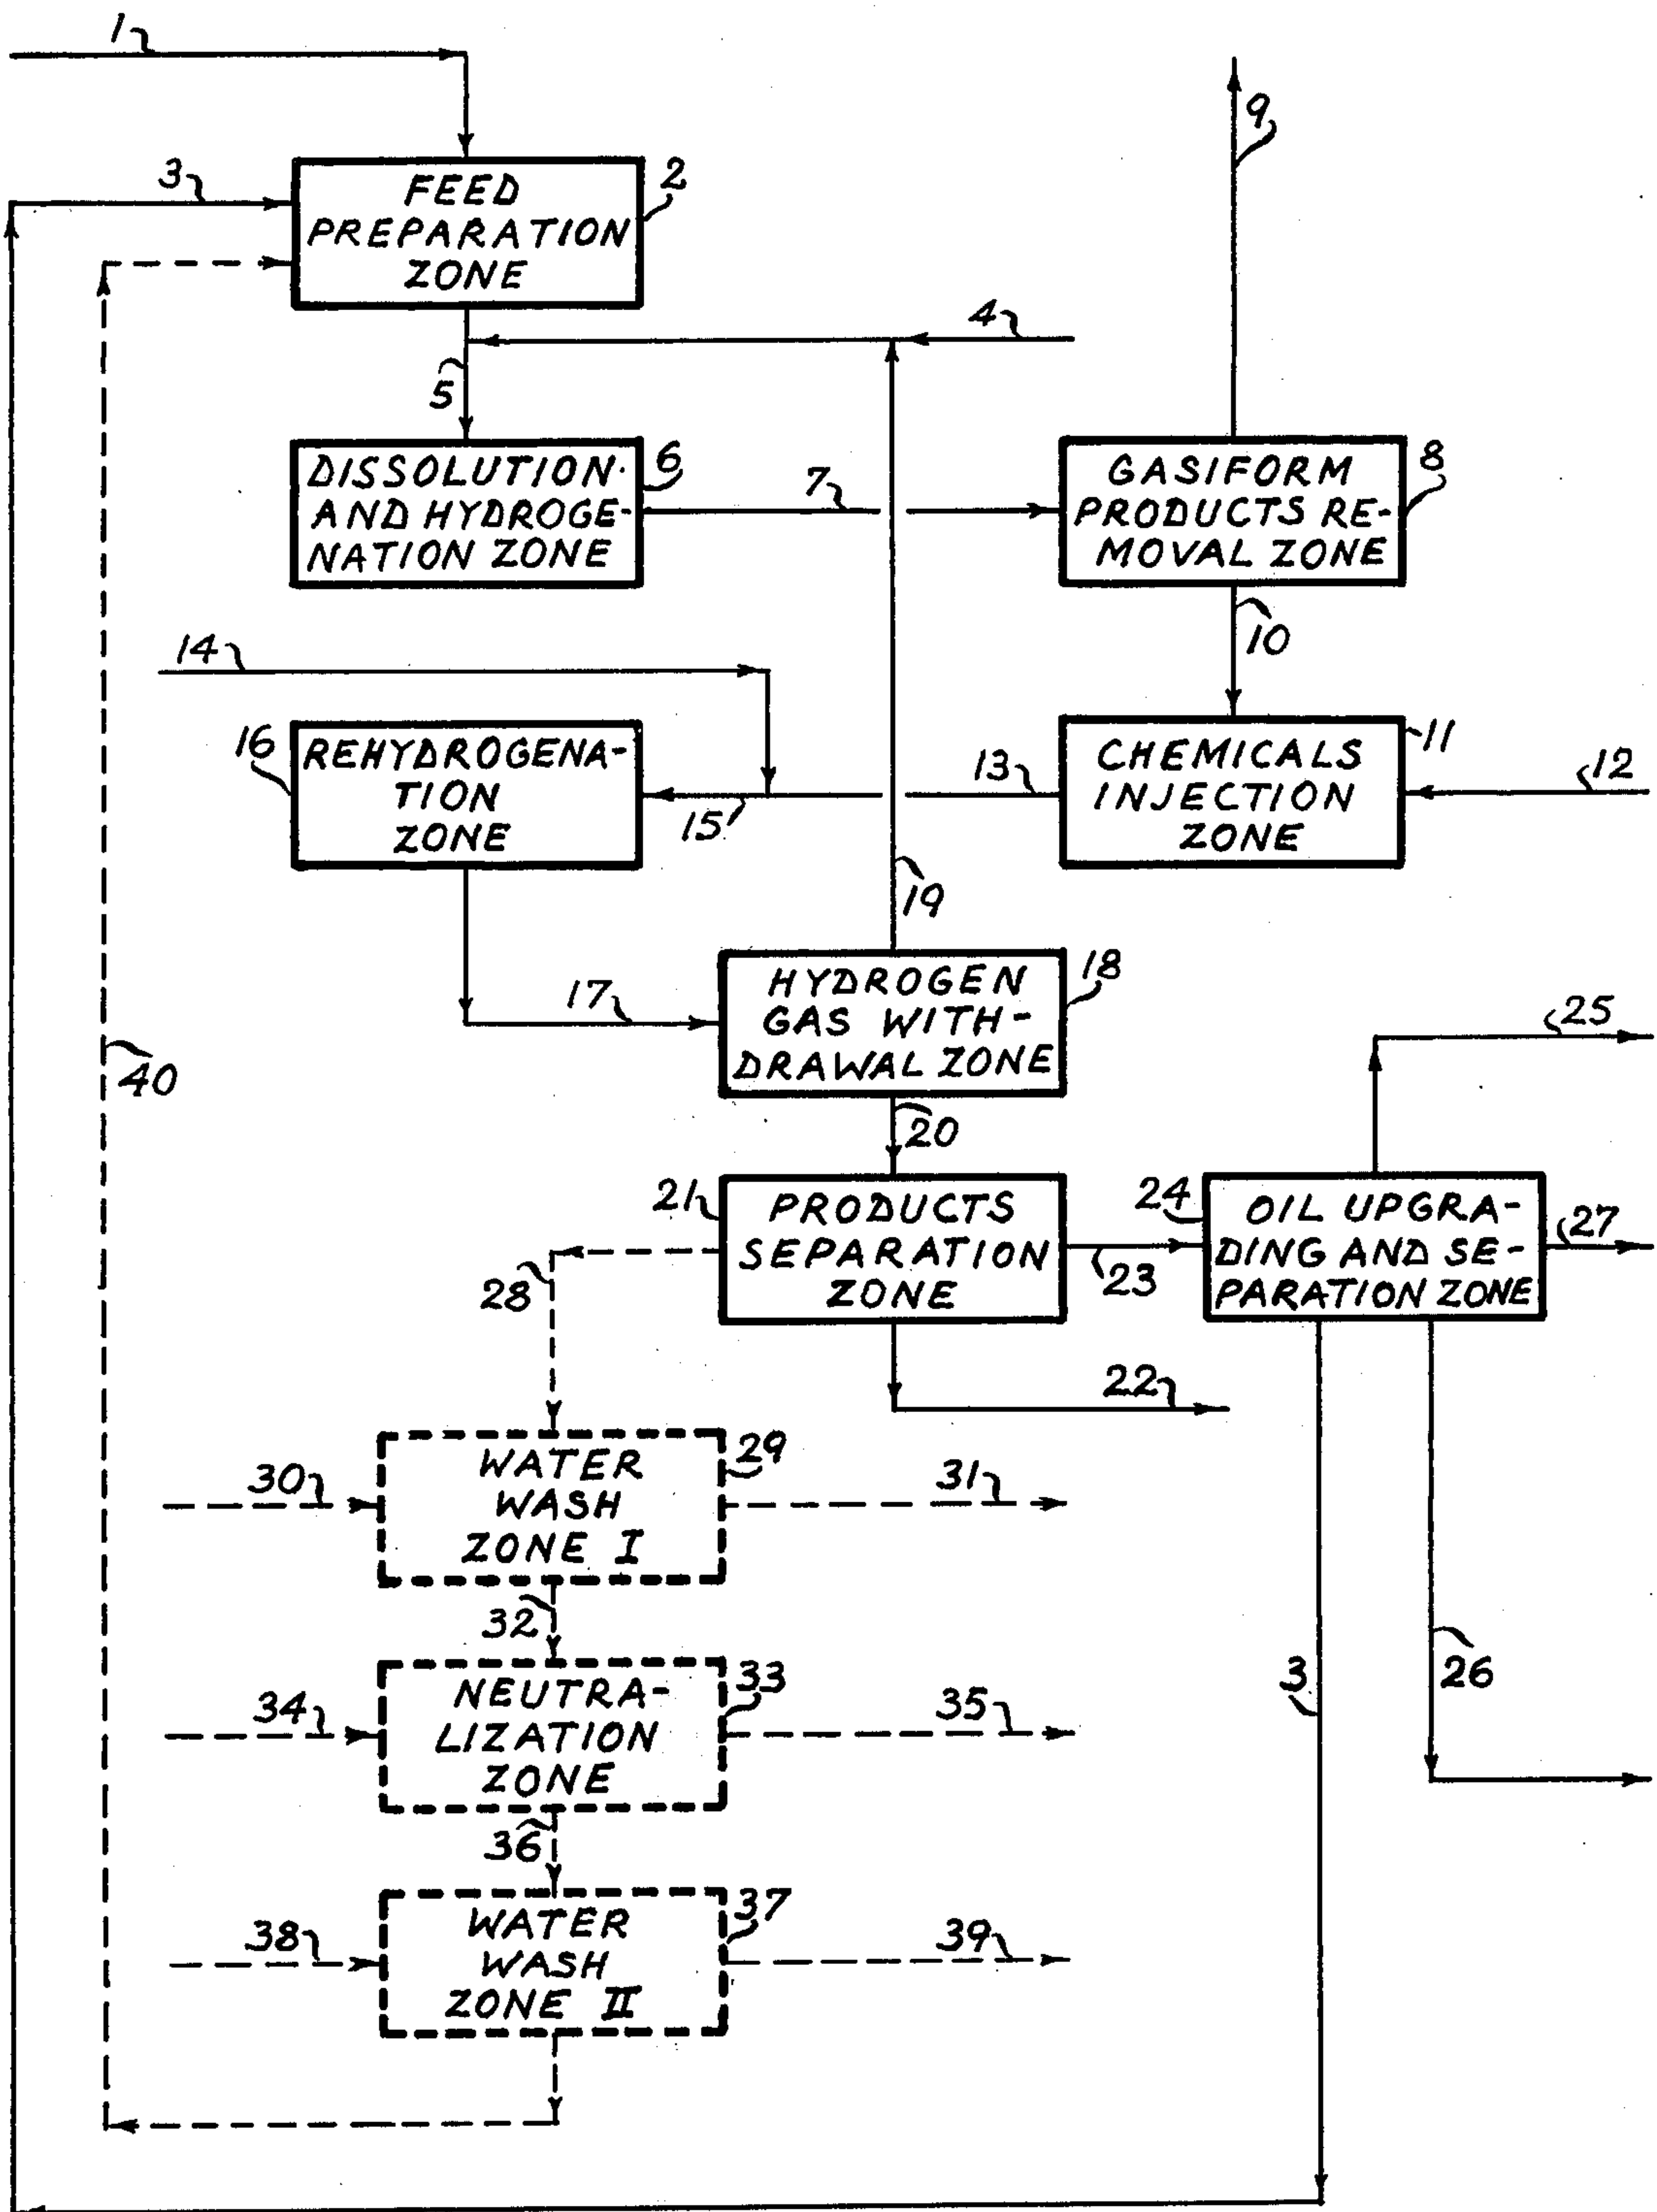 1
3
FEED
PREPARATION
ZONE
2
9
4
5
DISSOLUTION
AND HYDROGE-
NATION ZONE
6
7
GASIFORM
PRODUCTS RE-
MOVAL ZONE
8
10
14
16
REHYDROGENA-
TION
ZONE
15
13
CHEMICALS
INJECTION
ZONE
11
12
19
17
HYDROGEN
GAS WITH-
DRAWAL ZONE
18
25
40
20
21
PRODUCTS
SEPARATION
ZONE
23
24
OIL UPGRA-
DING AND SE-
PARATION ZONE
27
28
22
30
WATER
WASH
ZONE I
29
31
32
3
26
34
NEUTRA-
LIZATION
ZONE
33
35
36
38
WATER
WASH
ZONE II
37
39